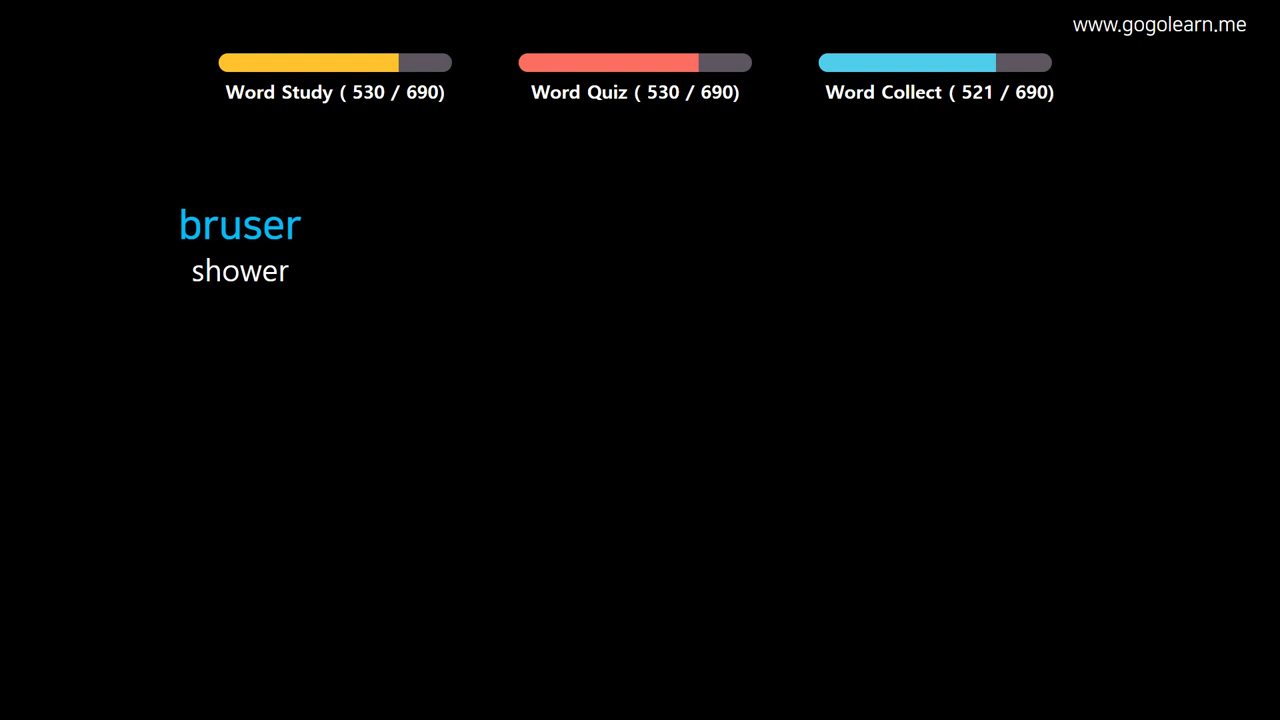 www.gogolearn.me
Word Study ( 530 / 690)
Word Quiz ( 530 / 690)
Word Collect ( 521 / 690)
bruser
shower